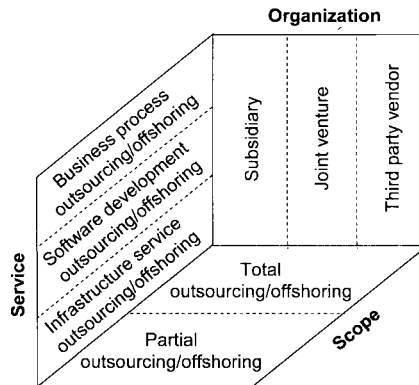 Organization
Subsidiary
Joint venture
Third party vendor
Business process
outsourcing/offshoring
Software development
outsourcing/offshoring
Infrastructure service
outsourcing/offshoring
Service
Total
outsourcing/offshoring
Partial
outsourcing/offshoring
Scope